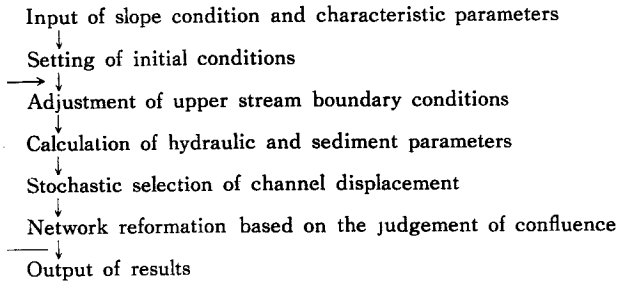 Input of slope condition and characteristic parameters
Setting of initial conditions
Adjustment of upper stream boundary conditions
Calculation of hydraulic and sediment parameters
Stochastic selection of channel displacement
Network reformation based on the judgement of confluence
Output of results